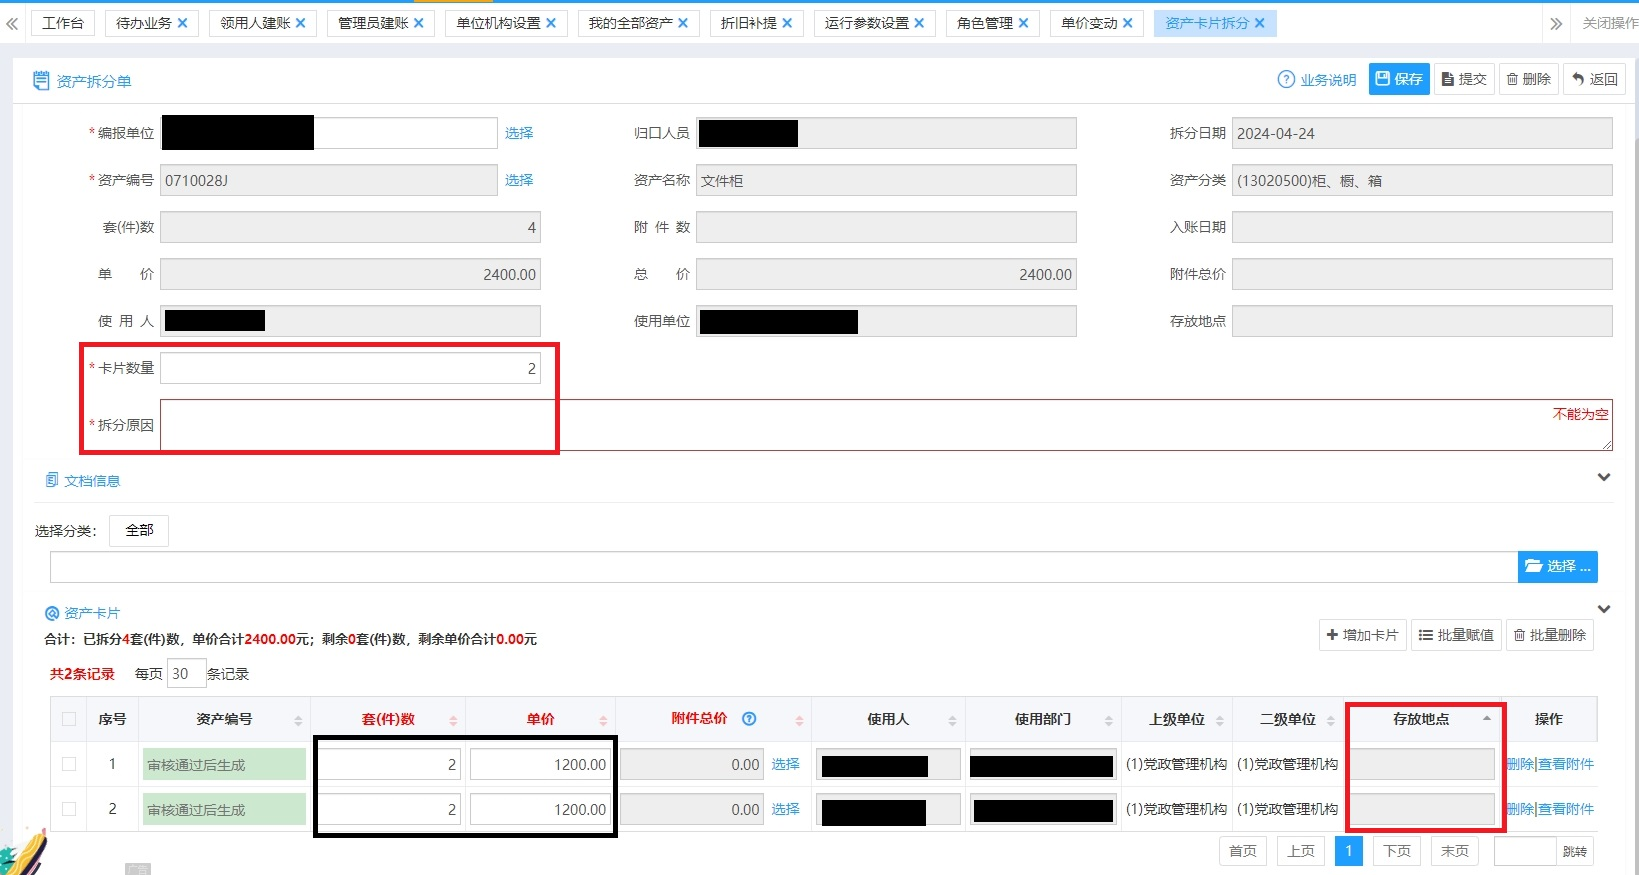 工作台 待办业务 领用人建账 管理员建账 单位机构设置 我的全部资产 折旧补提 运行参数设置 角色管理 单价变动 资产卡片拆分 关闭操作
资产拆分单 业务说明 保存 提交 删除 返回
*编报单位 选择 归口人员 拆分日期 2024-04-24
*资产编号 0710028J 选择 资产名称 文件柜 资产分类 (13020500)柜、橱、箱
套(件)数 4 附 件 数 入账日期
单 价 2400.00 总 价 2400.00 附件总价
使 用 人 使用单位 存放地点
*卡片数量 2
*拆分原因 不能为空
文档信息
选择分类： 全部
选择 ...
资产卡片
合计：已拆分4套(件)数，单价合计2400.00元；剩余0套(件)数，剩余单价合计0.00元
增加卡片 批量赋值 批量删除
共2条记录 每页 30 条记录
序号 资产编号 套(件)数 单价 附件总价 使用人 使用部门 上级单位 二级单位 存放地点 操作
1 审核通过后生成 2 1200.00 0.00 选择 (1)党政管理机构 (1)党政管理机构 删除|查看附件
2 审核通过后生成 2 1200.00 0.00 选择 (1)党政管理机构 (1)党政管理机构 删除|查看附件
首页 上页 1 下页 末页 跳转
广告